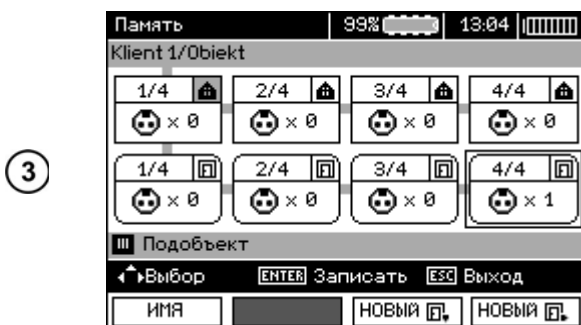 Память 99% 13:04
Klient 1/Obiekt
1/4 2/4 3/4 4/4
× 0 × 0 × 0 × 0
3
1/4 2/4 3/4 4/4
× 0 × 0 × 0 × 1
Подобъект
Выбор ENTER Записать ESC Выход
ИМЯ НОВЫЙ НОВЫЙ